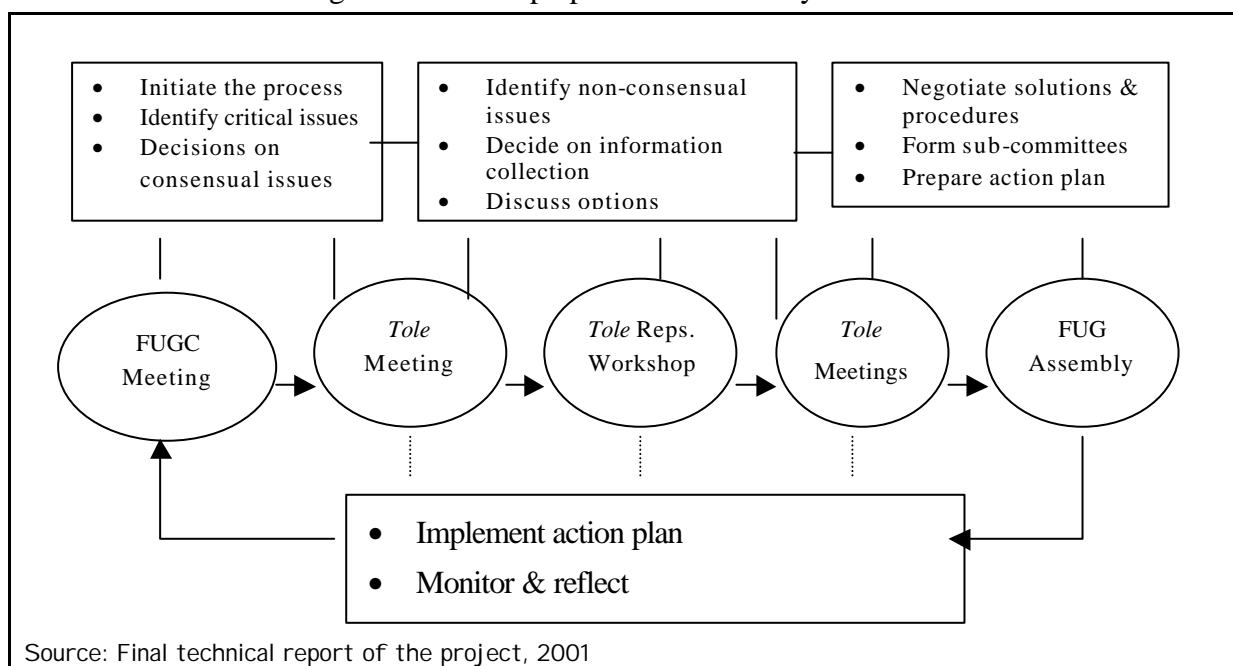 • Initiate the process
• Identify critical issues
• Decisions on
consensual issues
• Identify non-consensual
issues
• Decide on information
collection
• Discuss options
• Negotiate solutions &
procedures
• Form sub-committees
• Prepare action plan
FUGC
Meeting
Tole
Meeting
Tole Reps.
Workshop
Tole
Meetings
FUG
Assembly
• Implement action plan
• Monitor & reflect
Source: Final technical report of the project, 2001